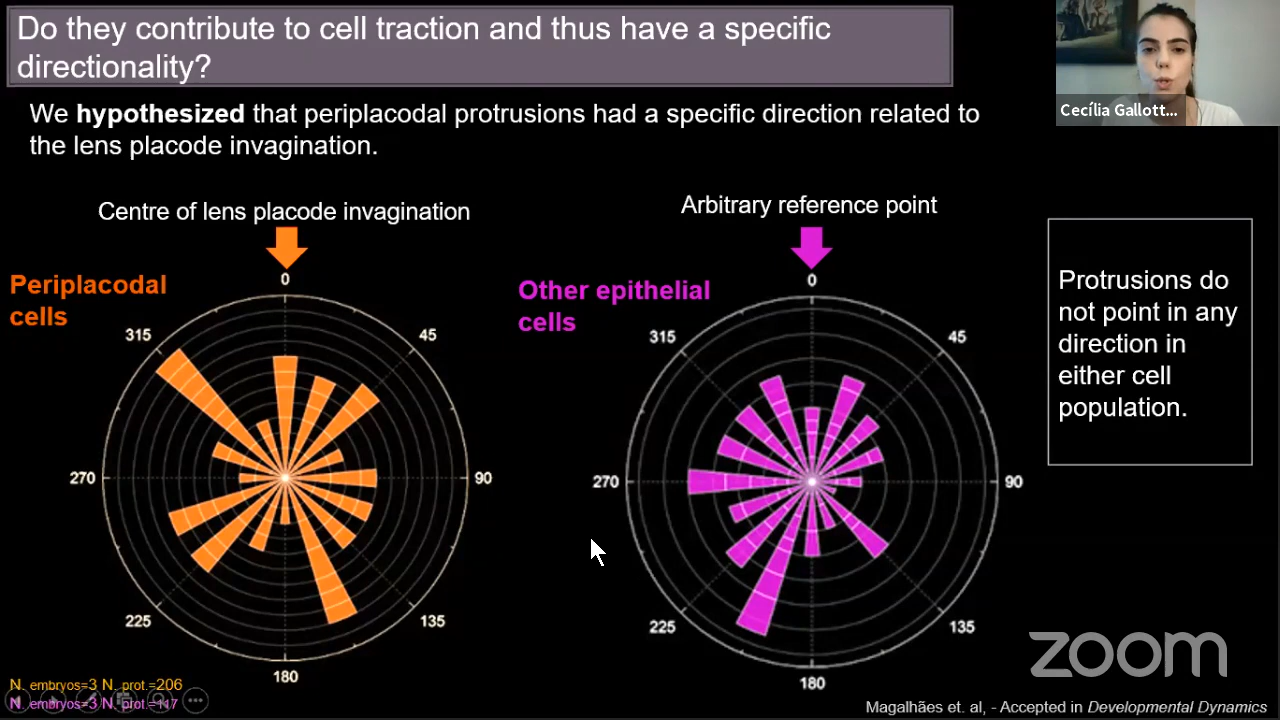 Do they contribute to cell traction and thus have a specific
directionality?
Cecília Gallott...
We hypothesized that periplacodal protrusions had a specific direction related to
the lens placode invagination.
Centre of lens placode invagination
Arbitrary reference point
Periplacodal
cells
0
45
90
135
180
225
270
315
Other epithelial
cells
0
45
90
135
180
225
270
315
Protrusions do
not point in any
direction in
either cell
population.
N. embryos=3 N. prot.=206
N. embryos=3 N. prot.=117
zoom
Magalhães et. al, - Accepted in Developmental Dynamics